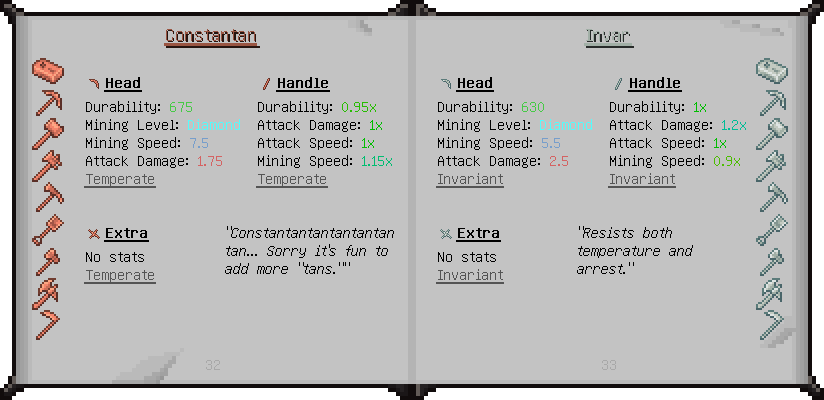 Constantan
Head
Durability: 675
Mining Level: Diamond
Mining Speed: 7.5
Attack Damage: 1.75
Temperate
Handle
Durability: 0.95x
Attack Damage: 1x
Attack Speed: 1x
Mining Speed: 1.15x
Temperate
Extra
No stats
Temperate
"Constantantantantantan
tan... Sorry it's fun to
add more "tans.""
32
Invar
Head
Durability: 630
Mining Level: Diamond
Mining Speed: 5.5
Attack Damage: 2.5
Invariant
Handle
Durability: 1x
Attack Damage: 1.2x
Attack Speed: 1x
Mining Speed: 0.9x
Invariant
Extra
No stats
Invariant
"Resists both
temperature and
arrest."
33